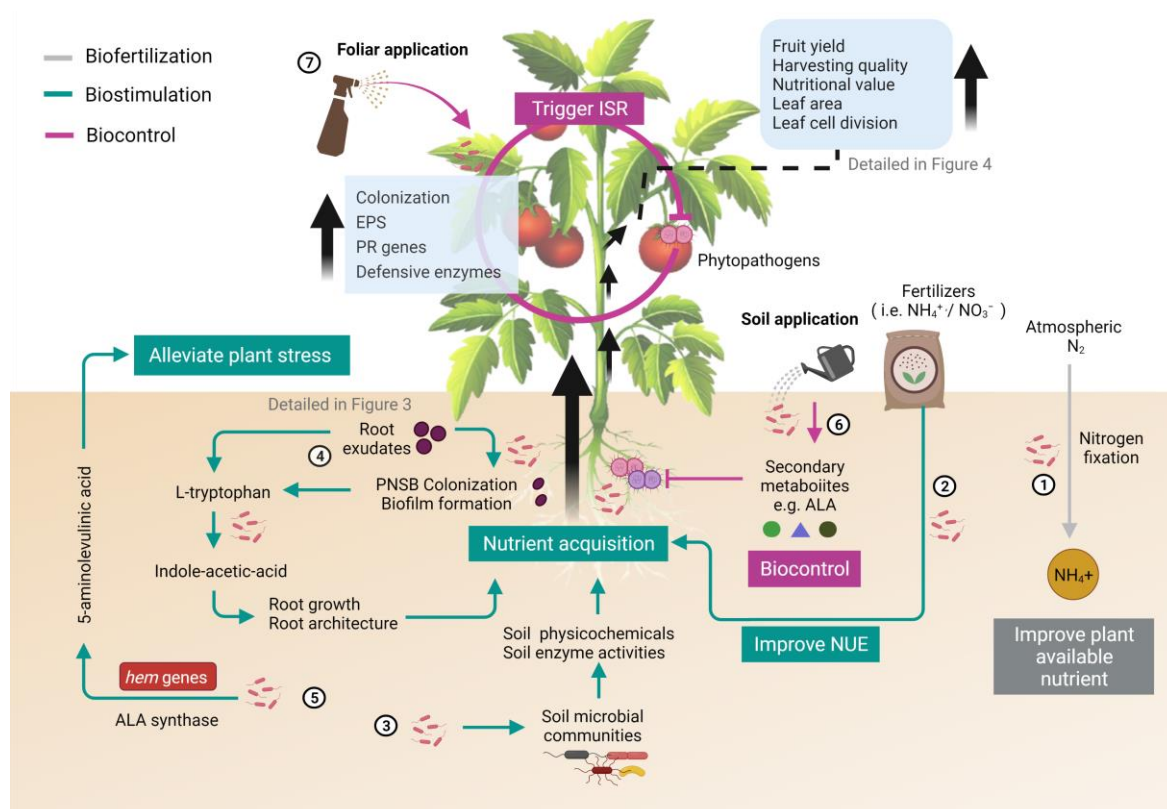 Biofertilization
Biostimulation
Biocontrol
⑦
Foliar application
Trigger ISR
Fruit yield
Harvesting quality
Nutritional value
Leaf area
Leaf cell division
Detailed in Figure 4
Colonization
EPS
PR genes
Defensive enzymes
Phytopathogens
Fertilizers
( i.e. NH₄⁺·/ NO₃⁻ )
Soil application
Atmospheric
N₂
Alleviate plant stress
Detailed in Figure 3
Root
exudates
④
⑥
PNSB Colonization
Biofilm formation
L-tryptophan
Secondary
metaboiites
e.g. ALA
②
Nitrogen
fixation
①
5-aminolevulinic acid
Nutrient acquisition
Biocontrol
NH₄+
Indole-acetic-acid
Root growth
Root architecture
Soil physicochemicals
Soil enzyme activities
Improve NUE
Improve plant
available
nutrient
hem genes
ALA synthase
⑤
③
Soil microbial
communities